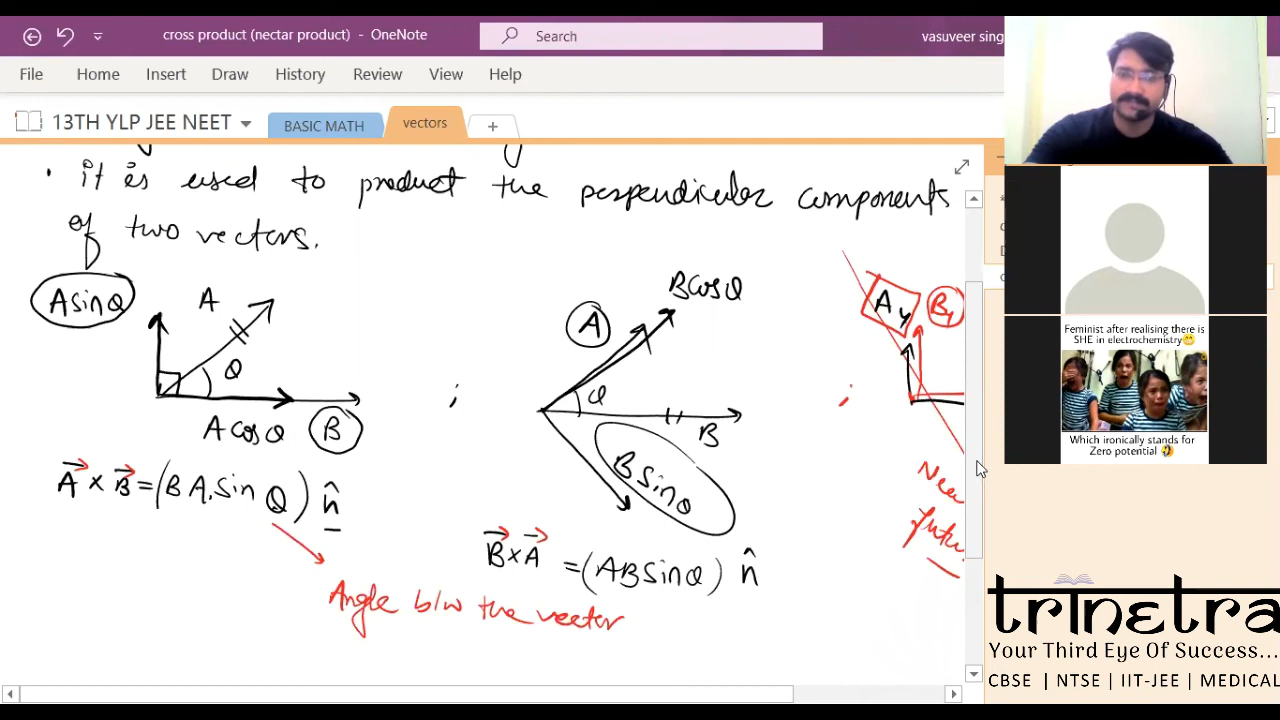 cross product (nectar product) - OneNote
Search
vasuveer sing
File Home Insert Draw History Review View Help
13TH YLP JEE NEET
BASIC MATH
vectors
+
• it is used to product the perpendicular components
of two vectors.
A sinθ
A
θ
A cosθ
B
;
A
B cosθ
θ
B
B sinθ
;
Ay
By
A × B = (B A. Sin θ) n̂
B × A = (AB Sinθ) n̂
Angle b/w the vector
Feminist after realising there is
SHE in electrochemistry😁
Which ironically stands for
Zero potential 🤣
trinetra
Your Third Eye Of Success...
CBSE | NTSE | IIT-JEE | MEDICAL